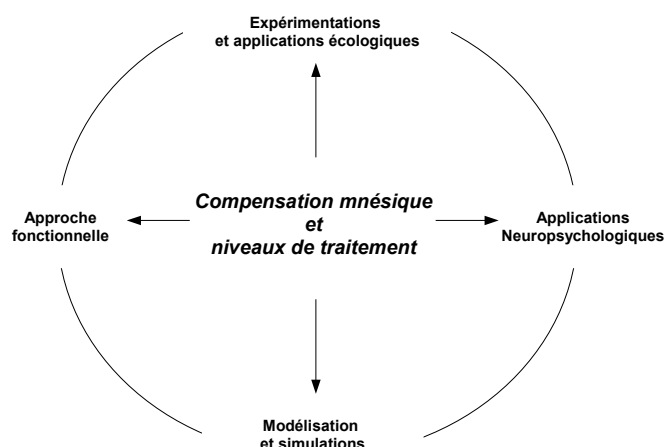 Expérimentations
et applications écologiques
Approche
fonctionnelle
Compensation mnésique
et
niveaux de traitement
Applications
Neuropsychologiques
Modélisation
et simulations